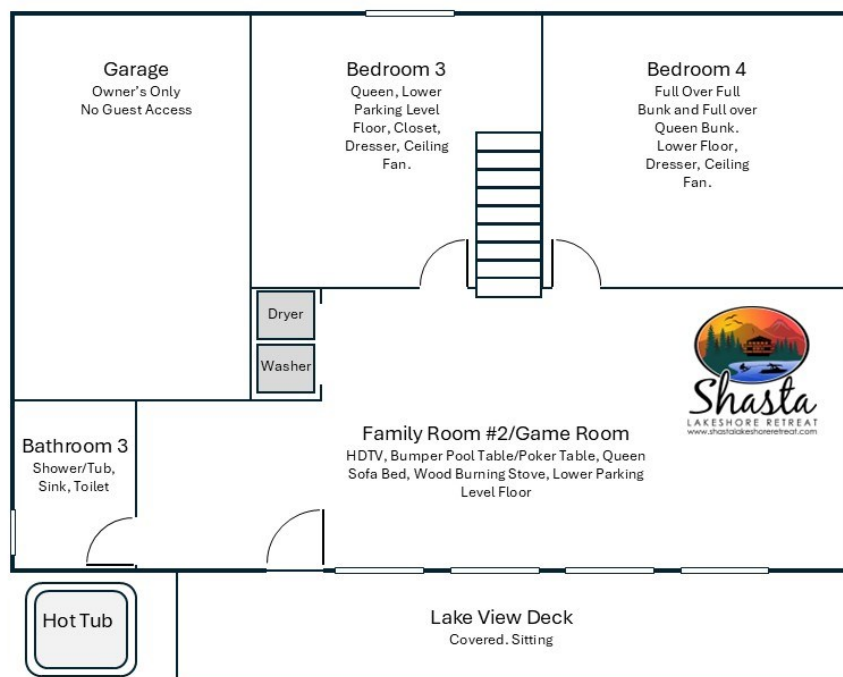 Garage
Owner's Only
No Guest Access
Bedroom 3
Queen, Lower
Parking Level
Floor, Closet,
Dresser, Ceiling
Fan.
Bedroom 4
Full Over Full
Bunk and Full over
Queen Bunk.
Lower Floor,
Dresser, Ceiling
Fan.
Dryer
Washer
Shasta
LAKESHORE RETREAT
www.shastalakeshoreretreat.com
Bathroom 3
Shower/Tub,
Sink, Toilet
Family Room #2/Game Room
HDTV, Bumper Pool Table/Poker Table, Queen
Sofa Bed, Wood Burning Stove, Lower Parking
Level Floor
Hot Tub
Lake View Deck
Covered. Sitting